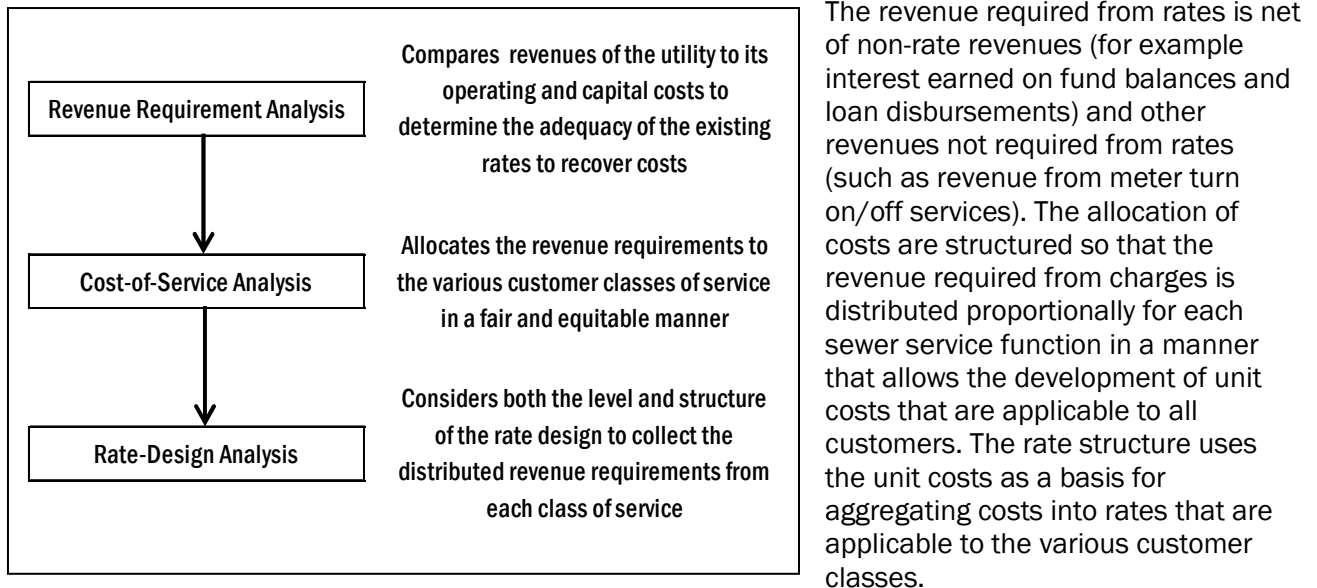 Revenue Requirement Analysis
Compares revenues of the utility to its
operating and capital costs to
determine the adequacy of the existing
rates to recover costs
Cost-of-Service Analysis
Allocates the revenue requirements to
the various customer classes of service
in a fair and equitable manner
Rate-Design Analysis
Considers both the level and structure
of the rate design to collect the
distributed revenue requirements from
each class of service
The revenue required from rates is net
of non-rate revenues (for example
interest earned on fund balances and
loan disbursements) and other
revenues not required from rates
(such as revenue from meter turn
on/off services). The allocation of
costs are structured so that the
revenue required from charges is
distributed proportionally for each
sewer service function in a manner
that allows the development of unit
costs that are applicable to all
customers. The rate structure uses
the unit costs as a basis for
aggregating costs into rates that are
applicable to the various customer
classes.